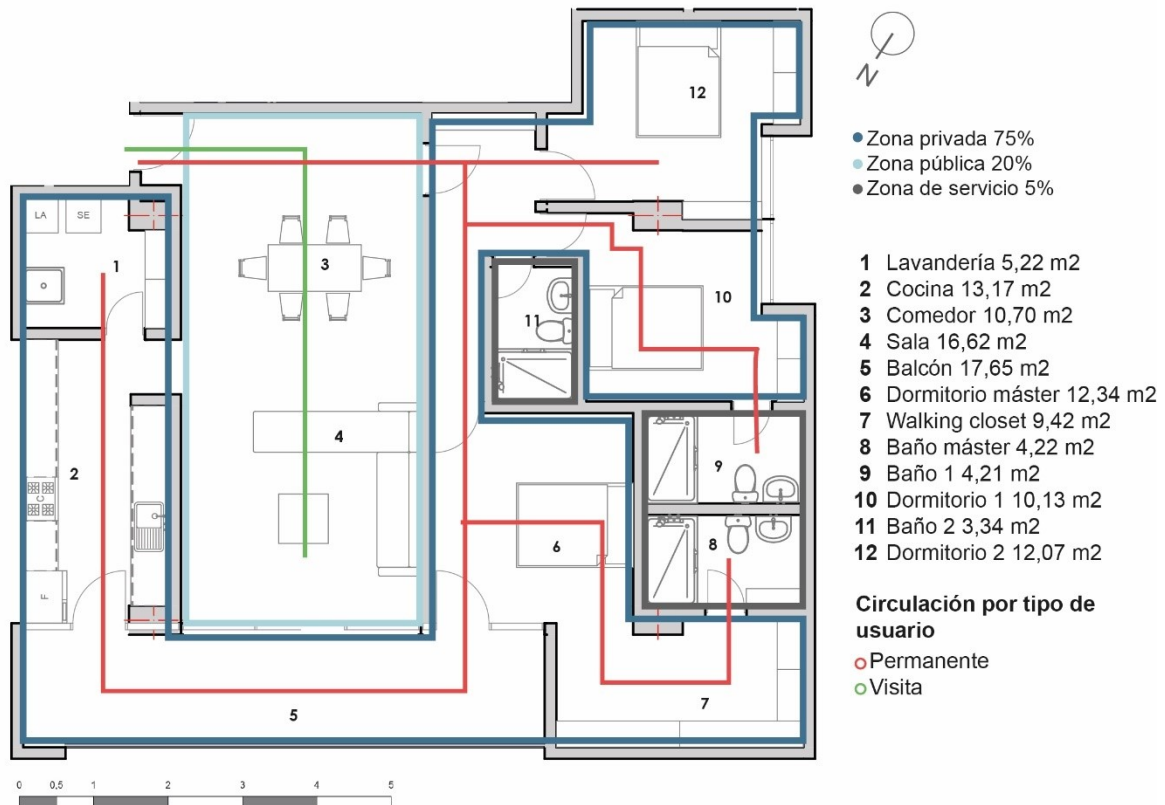 N
Zona privada 75%
Zona pública 20%
Zona de servicio 5%
1 Lavandería 5,22 m2
2 Cocina 13,17 m2
3 Comedor 10,70 m2
4 Sala 16,62 m2
5 Balcón 17,65 m2
6 Dormitorio máster 12,34 m2
7 Walking closet 9,42 m2
8 Baño máster 4,22 m2
9 Baño 1 4,21 m2
10 Dormitorio 1 10,13 m2
11 Baño 2 3,34 m2
12 Dormitorio 2 12,07 m2
Circulación por tipo de
usuario
Permanente
Visita
12
LA SE
1
3
10
11
4
2
C
9
6
8
F
7
5
0 0,5 1 2 3 4 5